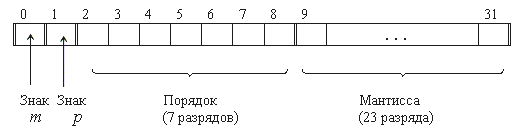 0 1 2 3 4 5 6 7 8 9 31
. . .
Знак Знак Порядок Мантисса
m p (7 разрядов) (23 разряда)